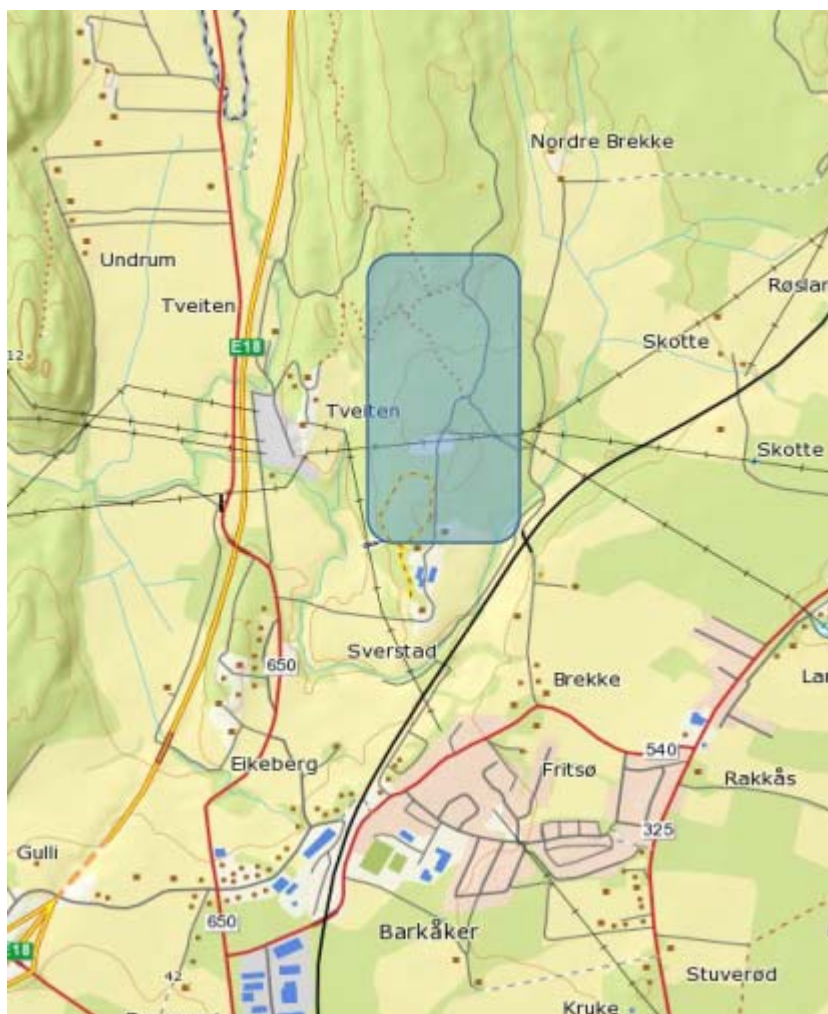 Nordre Brekke
Undrum
Tveiten
Røslan
E18
Skotte
12
Tveiten
Skotte
Sverstad
650
Brekke
Lar
540
Eikeberg
Fritsø
Rakkås
325
Gulli
650
Barkåker
E18
42
Stuverød
Kruke